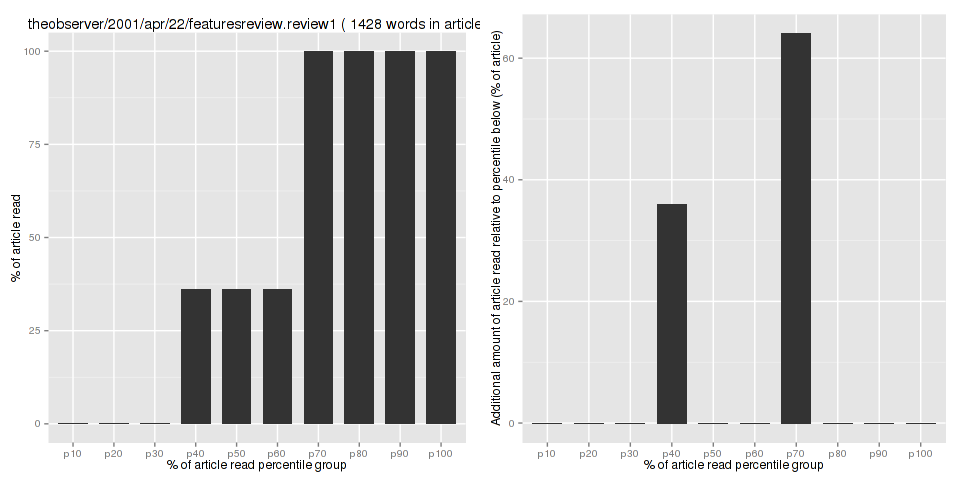 theobserver/2001/apr/22/featuresreview.review1 ( 1428 words in article
100
75
50
25
0
% of article read
p10 p20 p30 p40 p50 p60 p70 p80 p90 p100
% of article read percentile group
Additional amount of article read relative to percentile below (% of article)
60
40
20
0
p10 p20 p30 p40 p50 p60 p70 p80 p90 p100
% of article read percentile group